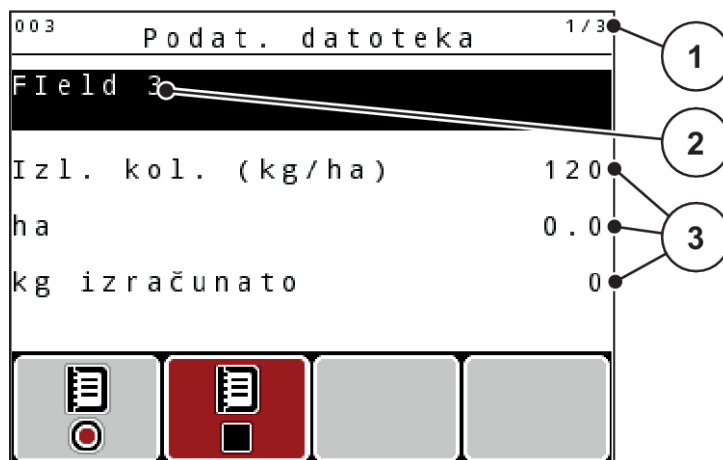 003 Podat. datoteka 1/3
FIeld 3
Izl. kol. (kg/ha) 120
ha 0.0
kg izračunato 0
1
2
3